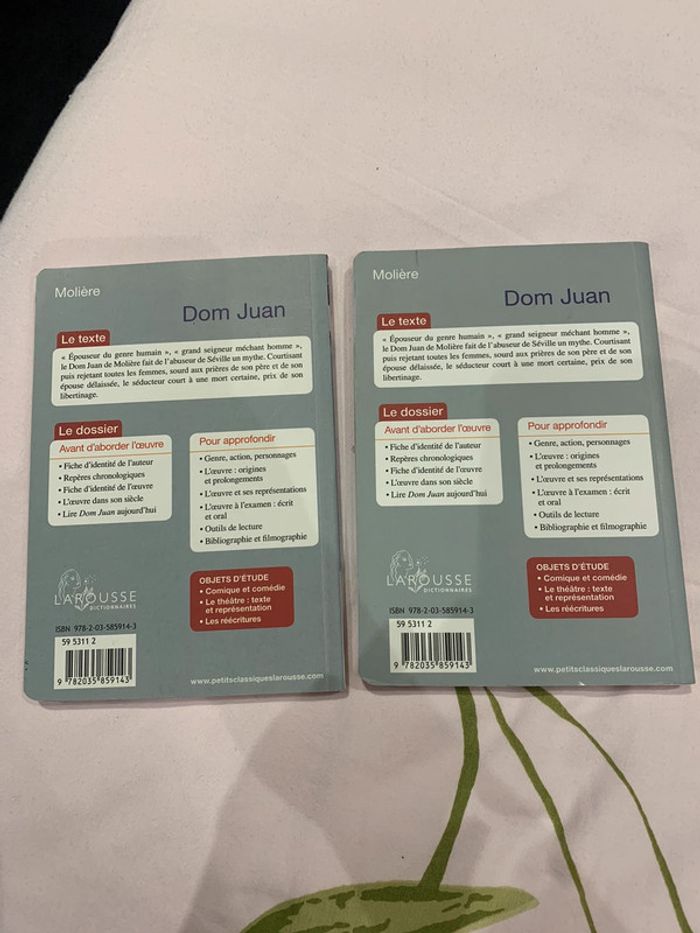 Molière
Dom Juan
Le texte
« Épouseur du genre humain », « grand seigneur méchant homme »,
le Dom Juan de Molière fait de l'abuseur de Séville un mythe. Courtisant
puis rejetant toutes les femmes, sourd aux prières de son père et de son
épouse délaissée, le séducteur court à une mort certaine, prix de son
libertinage.
Le dossier
Avant d'aborder l'œuvre
• Fiche d'identité de l'auteur
• Repères chronologiques
• Fiche d'identité de l'œuvre
• L'œuvre dans son siècle
• Lire Dom Juan aujourd'hui
Pour approfondir
• Genre, action, personnages
• L'œuvre : origines
et prolongements
• L'œuvre et ses représentations
• L'œuvre à l'examen : écrit
et oral
• Outils de lecture
• Bibliographie et filmographie
LAROUSSE
DICTIONNAIRES
OBJETS D'ÉTUDE
• Comique et comédie
• Le théâtre : texte
et représentation
• Les réécritures
ISBN 978-2-03-585914-3
59 5311 2
9 782035 859143
www.petitsclassiqueslarousse.com
Molière
Dom Juan
Le texte
« Épouseur du genre humain », « grand seigneur méchant homme »,
le Dom Juan de Molière fait de l'abuseur de Séville un mythe. Courtisant
puis rejetant toutes les femmes, sourd aux prières de son père et de son
épouse délaissée, le séducteur court à une mort certaine, prix de son
libertinage.
Le dossier
Avant d'aborder l'œuvre
• Fiche d'identité de l'auteur
• Repères chronologiques
• Fiche d'identité de l'œuvre
• L'œuvre dans son siècle
• Lire Dom Juan aujourd'hui
Pour approfondir
• Genre, action, personnages
• L'œuvre : origines
et prolongements
• L'œuvre et ses représentations
• L'œuvre à l'examen : écrit
et oral
• Outils de lecture
• Bibliographie et filmographie
LAROUSSE
DICTIONNAIRES
OBJETS D'ÉTUDE
• Comique et comédie
• Le théâtre : texte
et représentation
• Les réécritures
ISBN 978-2-03-585914-3
59 5311 2
9 782035 859143
www.petitsclassiqueslarousse.com